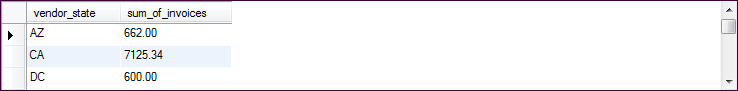 vendor_state sum_of_invoices
AZ 662.00
CA 7125.34
DC 600.00